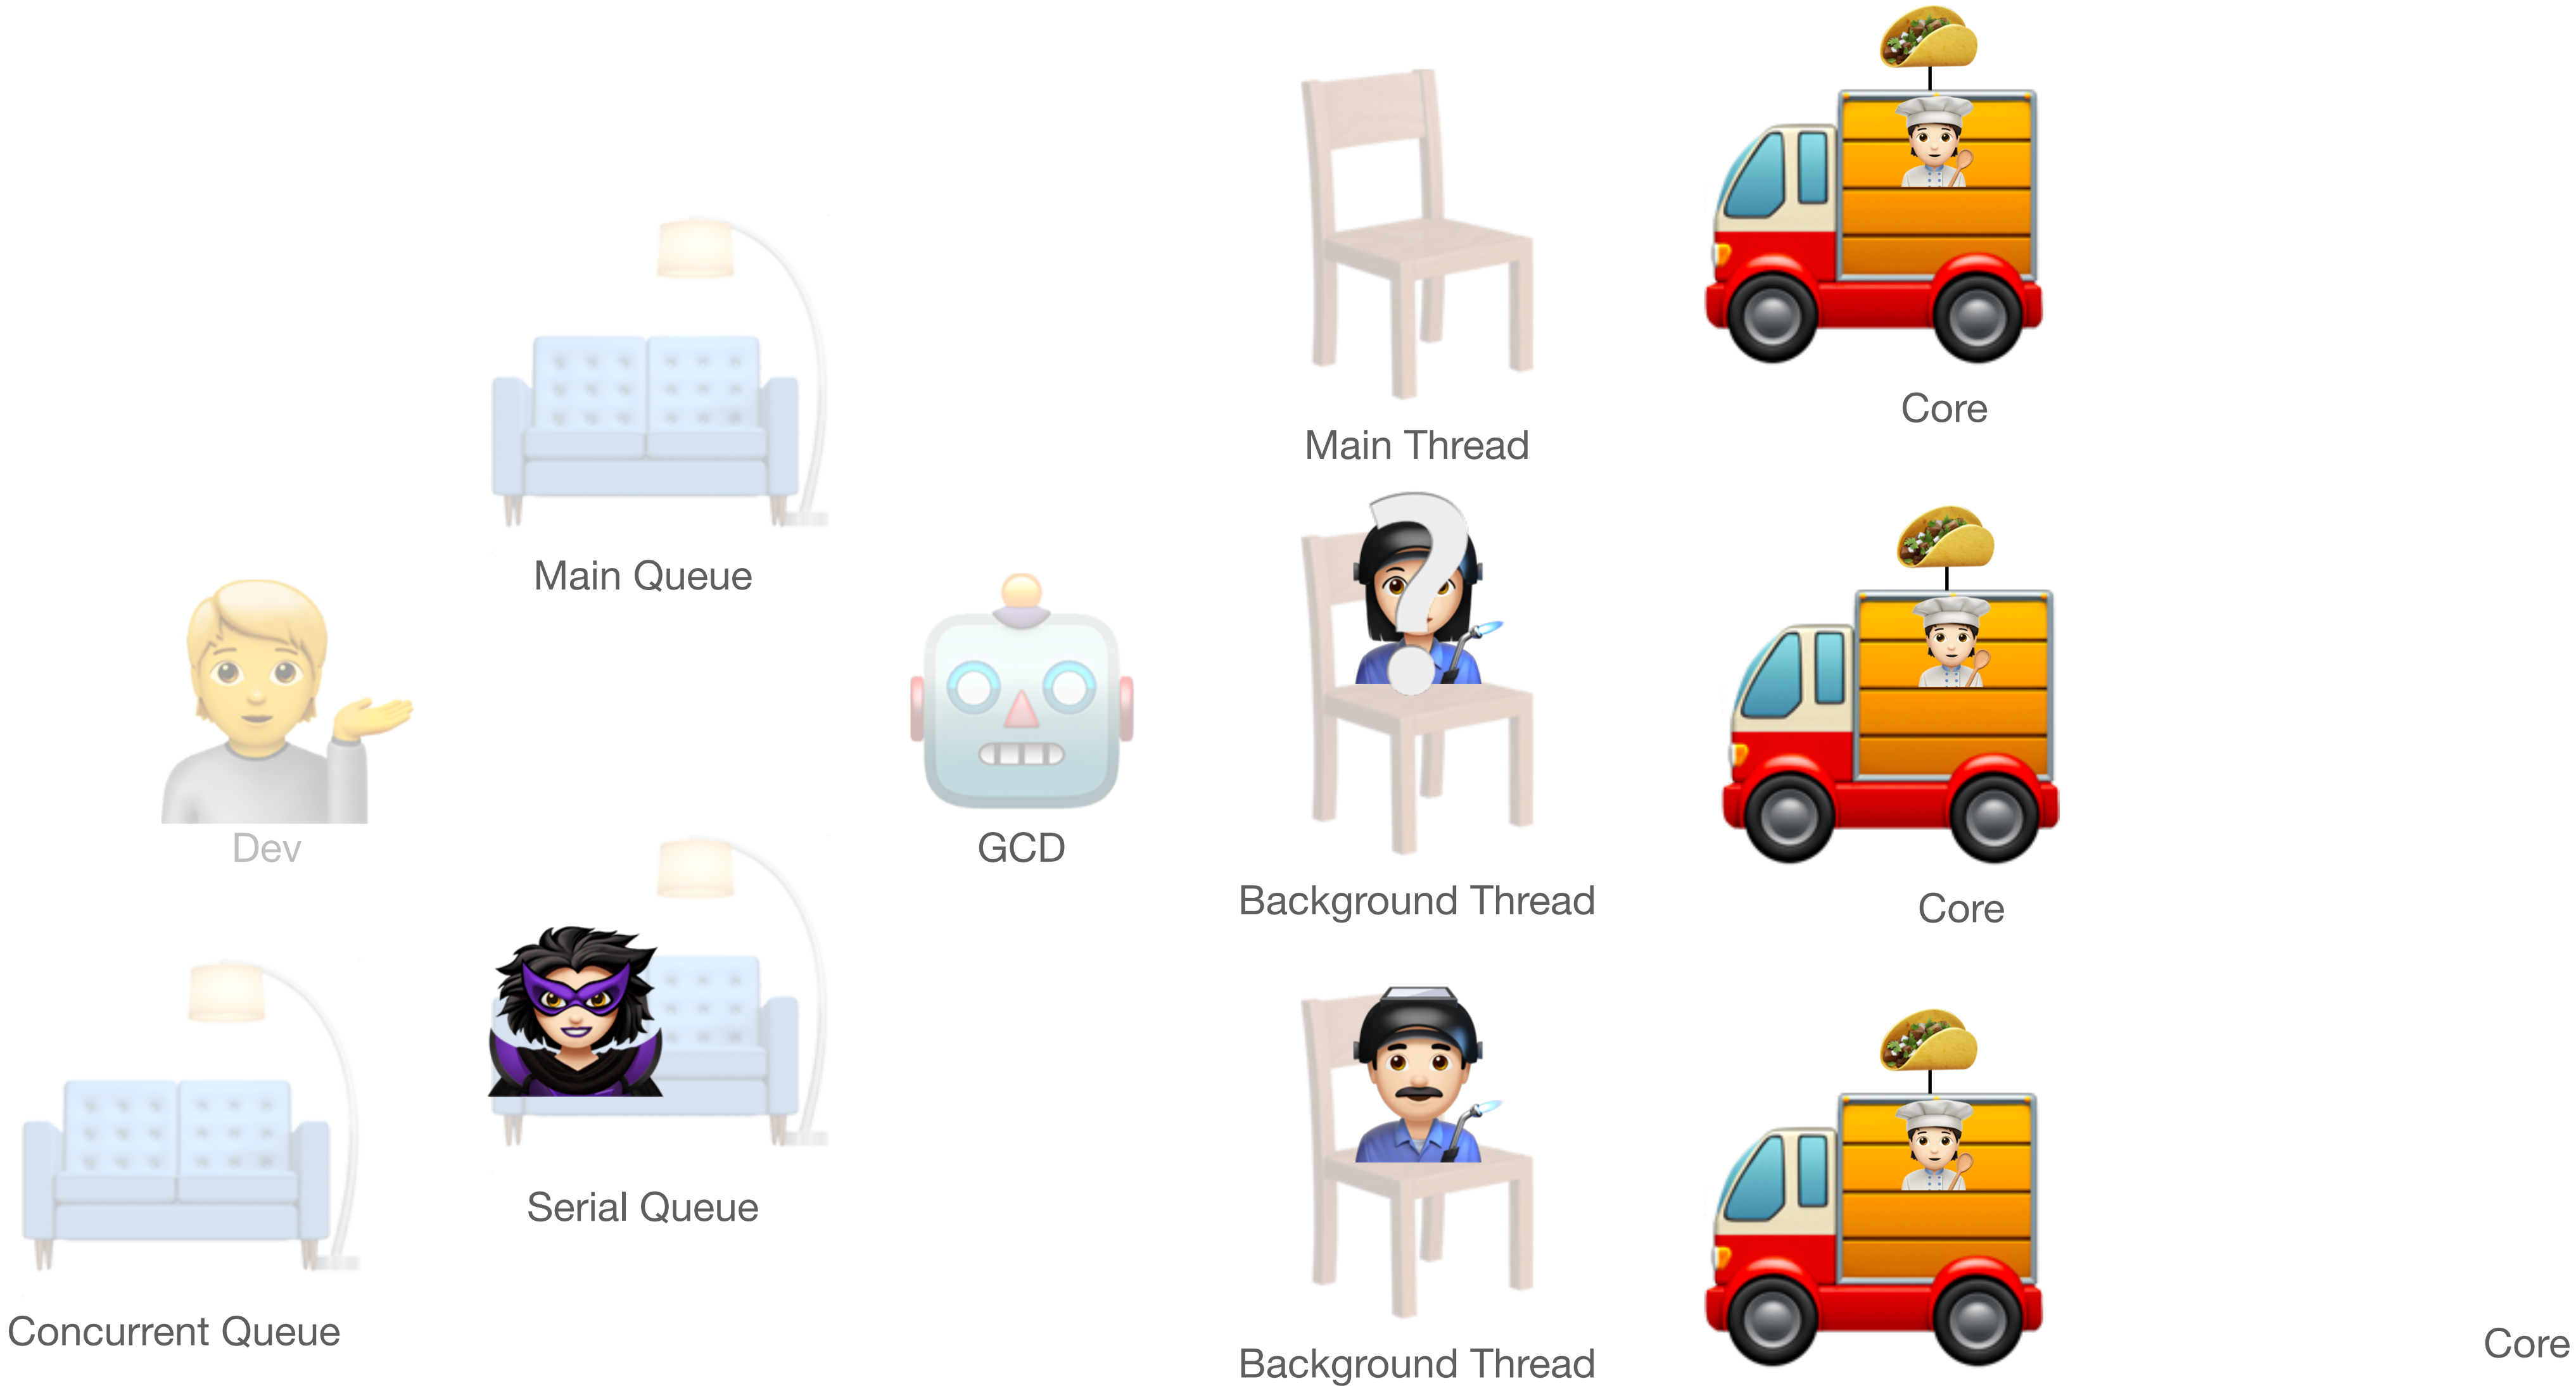 Core
Main Thread
Main Queue
?
Dev
GCD
Background Thread
Core
Serial Queue
Concurrent Queue
Background Thread
Core